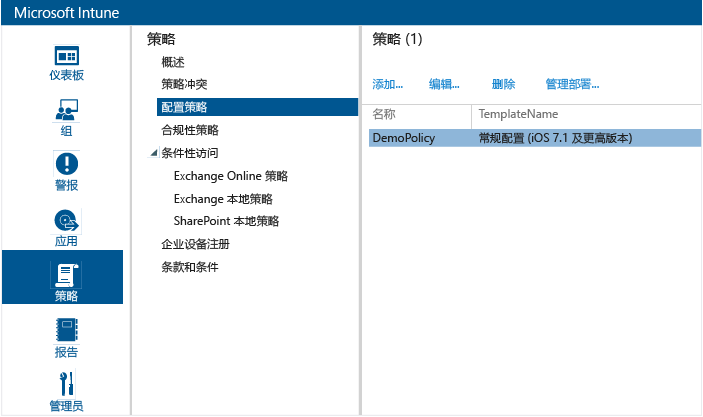 Microsoft Intune
仪表板
组
警报
应用
策略
报告
管理员
策略
概述
策略冲突
配置策略
合规性策略
条件性访问
Exchange Online 策略
Exchange 本地策略
SharePoint 本地策略
企业设备注册
条款和条件
策略 (1)
添加... 编辑... 删除 管理部署...
名称 TemplateName
DemoPolicy 常规配置 (iOS 7.1 及更高版本)